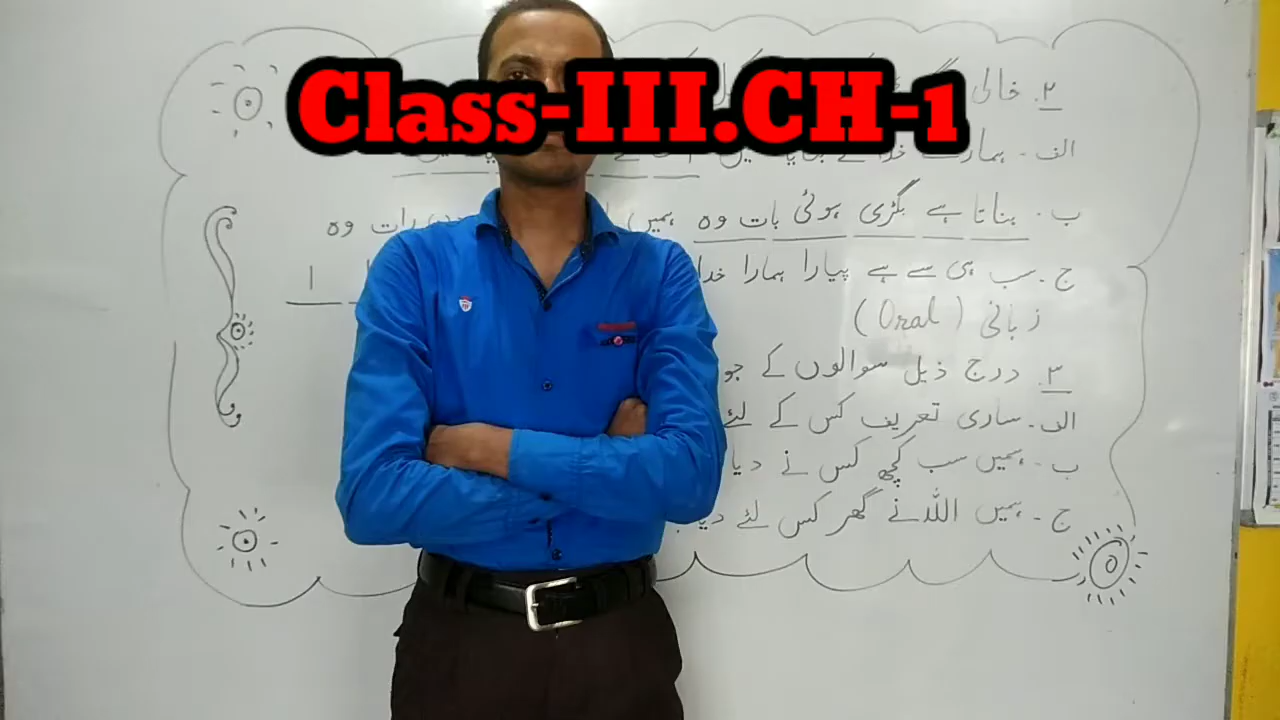 Class-III.CH-1
۲۔ خالی
الف۔ ہمارے خدا نے
ب۔ بناتا ہے بگڑی ہوئی بات وہ ہمیں رات وہ
ج۔ سب ہی سے ہے پیارا ہمارا خدا ا
زبانی (Oral)
۳۔ درج ذیل سوالوں کے جو
الف۔ ساری تعریف کس کے لئے
ب۔ ہمیں سب کچھ کس نے دیا
ج۔ ہمیں اللہ نے گھر کس لئے دیا